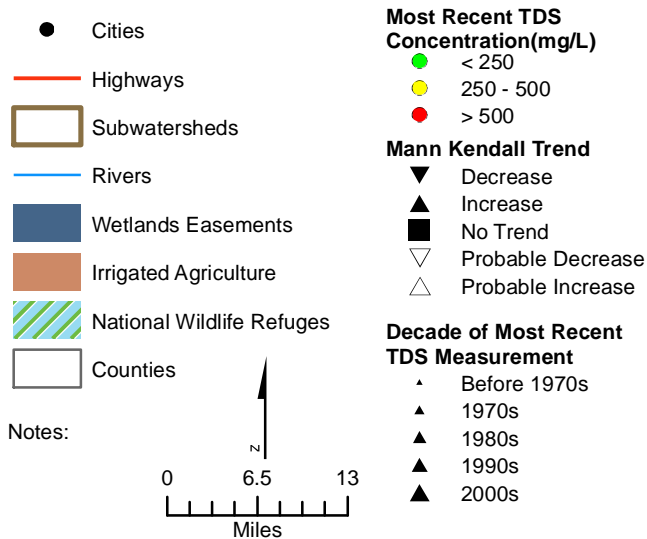 Cities
Highways
Subwatersheds
Rivers
Wetlands Easements
Irrigated Agriculture
National Wildlife Refuges
Counties
Notes:
N
0 6.5 13
Miles
Most Recent TDS
Concentration(mg/L)
< 250
250 - 500
> 500
Mann Kendall Trend
Decrease
Increase
No Trend
Probable Decrease
Probable Increase
Decade of Most Recent
TDS Measurement
Before 1970s
1970s
1980s
1990s
2000s